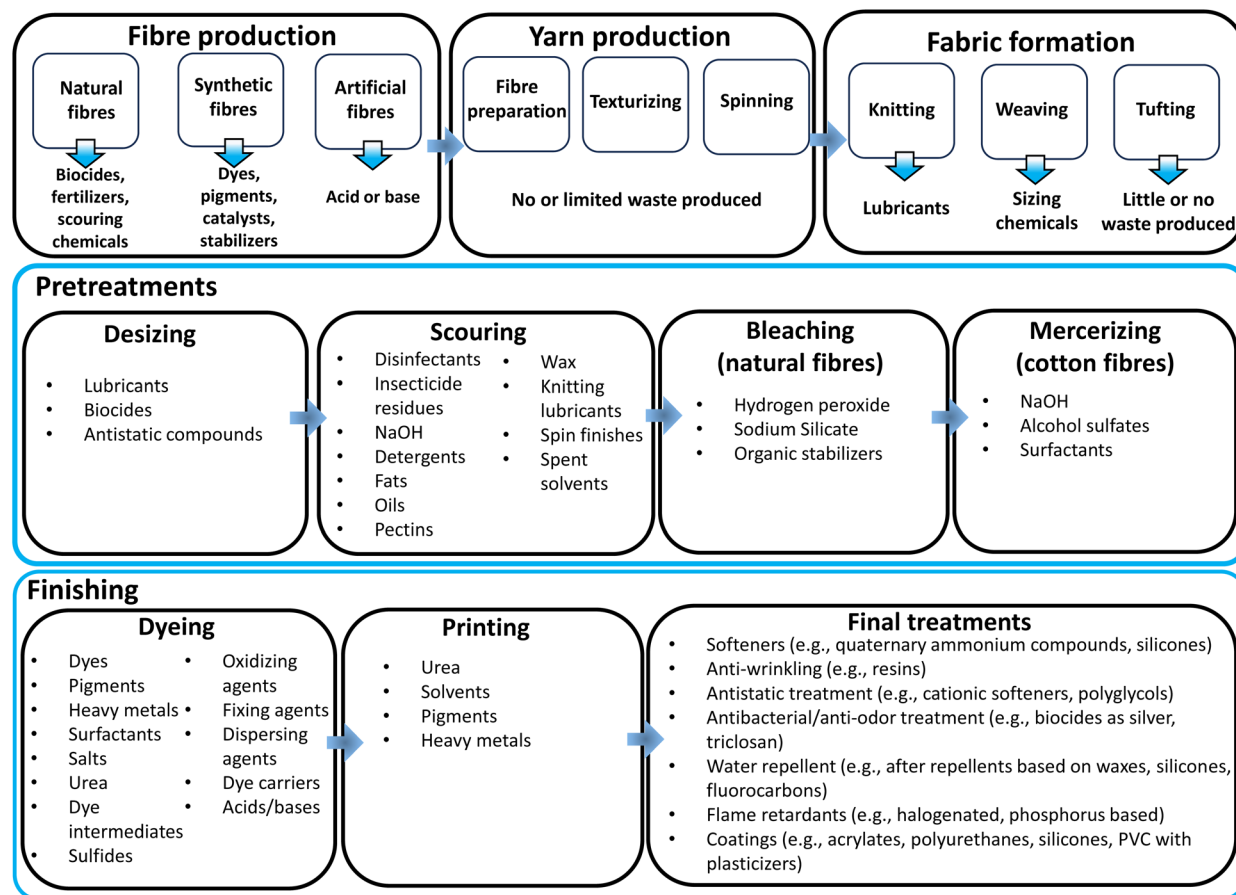 Fibre production
Natural
fibres
Synthetic
fibres
Artificial
fibres
Biocides,
fertilizers,
scouring
chemicals
Dyes,
pigments,
catalysts,
stabilizers
Acid or base
Yarn production
Fibre
preparation
Texturizing
Spinning
No or limited waste produced
Fabric formation
Knitting
Weaving
Tufting
Lubricants
Sizing
chemicals
Little or no
waste produced
Pretreatments
Desizing
• Lubricants
• Biocides
• Antistatic compounds
Scouring
• Disinfectants
• Insecticide
residues
• NaOH
• Detergents
• Fats
• Oils
• Pectins
• Wax
• Knitting
lubricants
• Spin finishes
• Spent
solvents
Bleaching
(natural fibres)
• Hydrogen peroxide
• Sodium Silicate
• Organic stabilizers
Mercerizing
(cotton fibres)
• NaOH
• Alcohol sulfates
• Surfactants
Finishing
Dyeing
• Dyes
• Pigments
• Heavy metals
• Surfactants
• Salts
• Urea
• Dye
intermediates
• Sulfides
• Oxidizing
agents
• Fixing agents
• Dispersing
agents
• Dye carriers
• Acids/bases
Printing
• Urea
• Solvents
• Pigments
• Heavy metals
Final treatments
• Softeners (e.g., quaternary ammonium compounds, silicones)
• Anti-wrinkling (e.g., resins)
• Antistatic treatment (e.g., cationic softeners, polyglycols)
• Antibacterial/anti-odor treatment (e.g., biocides as silver,
triclosan)
• Water repellent (e.g., after repellents based on waxes, silicones,
fluorocarbons)
• Flame retardants (e.g., halogenated, phosphorus based)
• Coatings (e.g., acrylates, polyurethanes, silicones, PVC with
plasticizers)